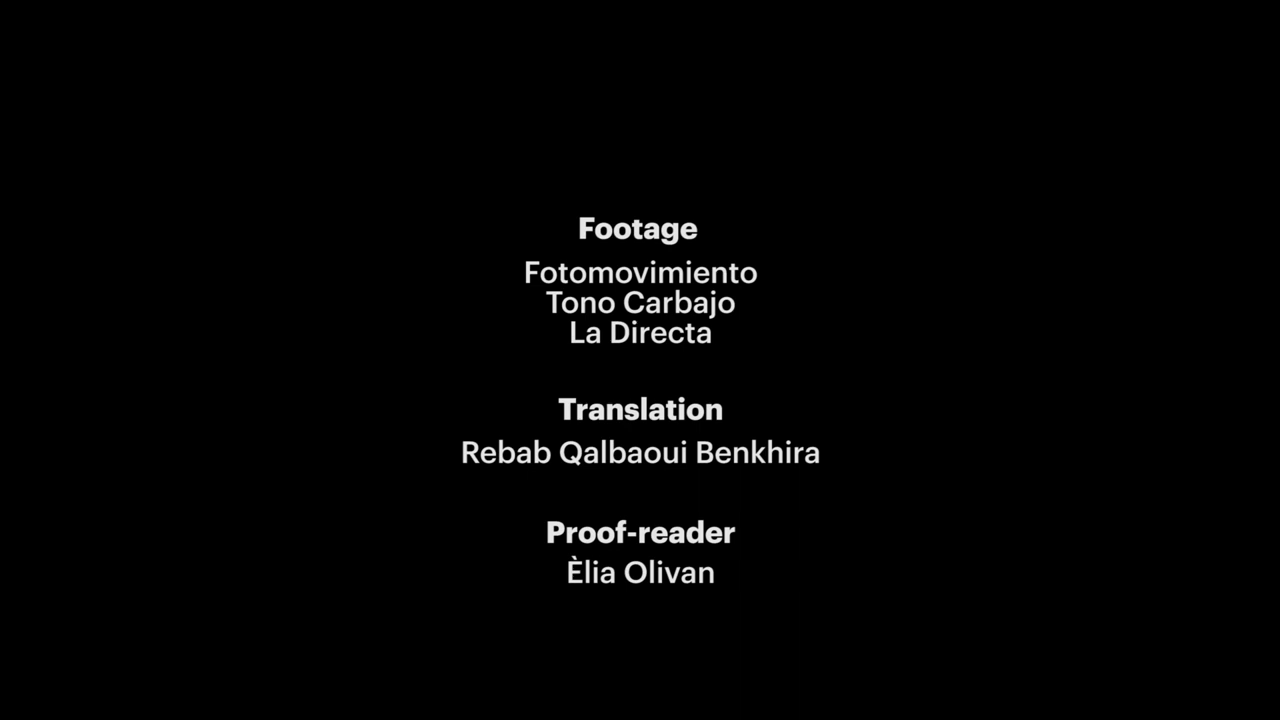 Footage
Fotomovimiento
Tono Carbajo
La Directa
Translation
Rebab Qalbaoui Benkhira
Proof-reader
Èlia Olivan